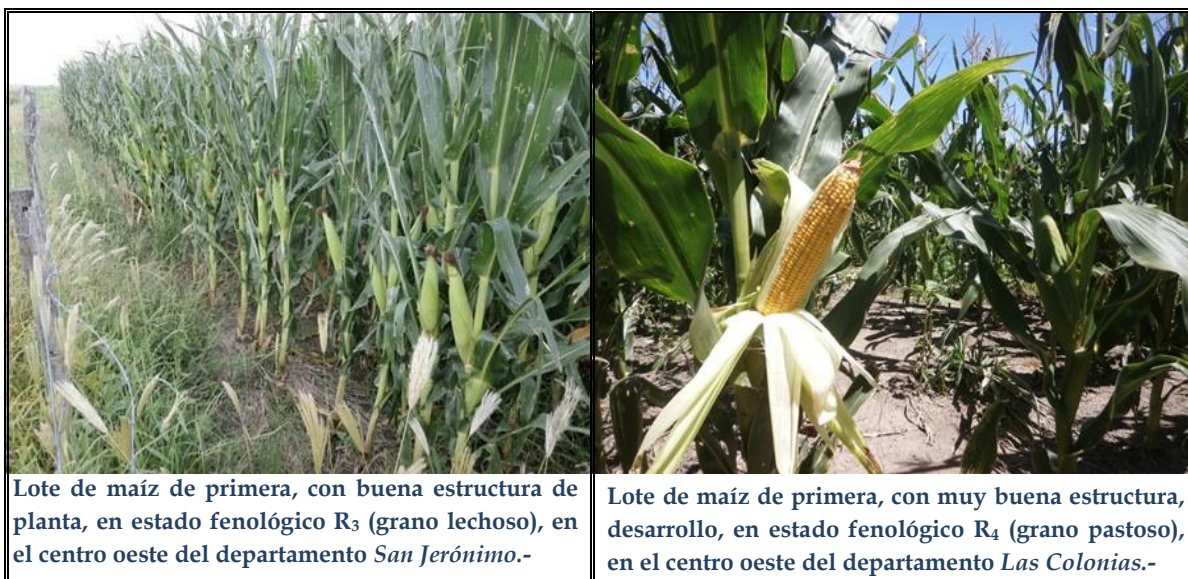 Lote de maíz de primera, con buena estructura de
planta, en estado fenológico R₃ (grano lechoso), en
el centro oeste del departamento San Jerónimo.-
Lote de maíz de primera, con muy buena estructura,
desarrollo, en estado fenológico R₄ (grano pastoso),
en el centro oeste del departamento Las Colonias.-